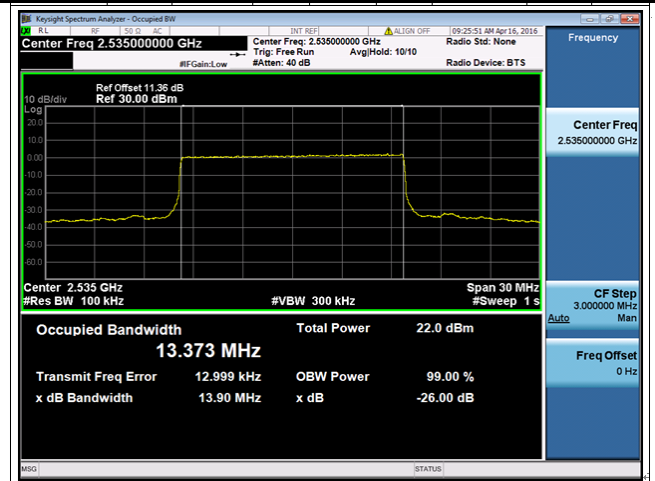 Keysight Spectrum Analyzer - Occupied BW
RL RF 50 Ω AC INT REF ALIGN OFF 09:25:51 AM Apr 16, 2016
Center Freq 2.535000000 GHz
Center Freq: 2.535000000 GHz
Radio Std: None
Trig: Free Run Avg|Hold: 10/10
#IFGain:Low #Atten: 40 dB Radio Device: BTS
Ref Offset 11.36 dB
10 dB/div Ref 30.00 dBm
Log
20.0
10.0
0.00
-10.0
-20.0
-30.0
-40.0
-50.0
-60.0
Center 2.535 GHz Span 30 MHz
#Res BW 100 kHz #VBW 300 kHz #Sweep 1 s
Occupied Bandwidth Total Power 22.0 dBm
13.373 MHz
Transmit Freq Error 12.999 kHz OBW Power 99.00 %
x dB Bandwidth 13.90 MHz x dB -26.00 dB
Frequency
Center Freq
2.535000000 GHz
CF Step
3.000000 MHz
Auto Man
Freq Offset
0 Hz
MSG STATUS